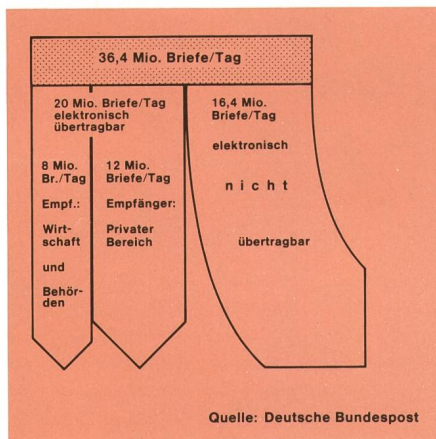 36,4 Mio. Briefe/Tag
20 Mio. Briefe/Tag
elektronisch
übertragbar
8 Mio.
Br./Tag
Empf.:
Wirt-
schaft
und
Behör-
den
12 Mio.
Briefe/Tag
Empfänger:
Privater
Bereich
16,4 Mio.
Briefe/Tag
elektronisch
nicht
übertragbar
Quelle: Deutsche Bundespost